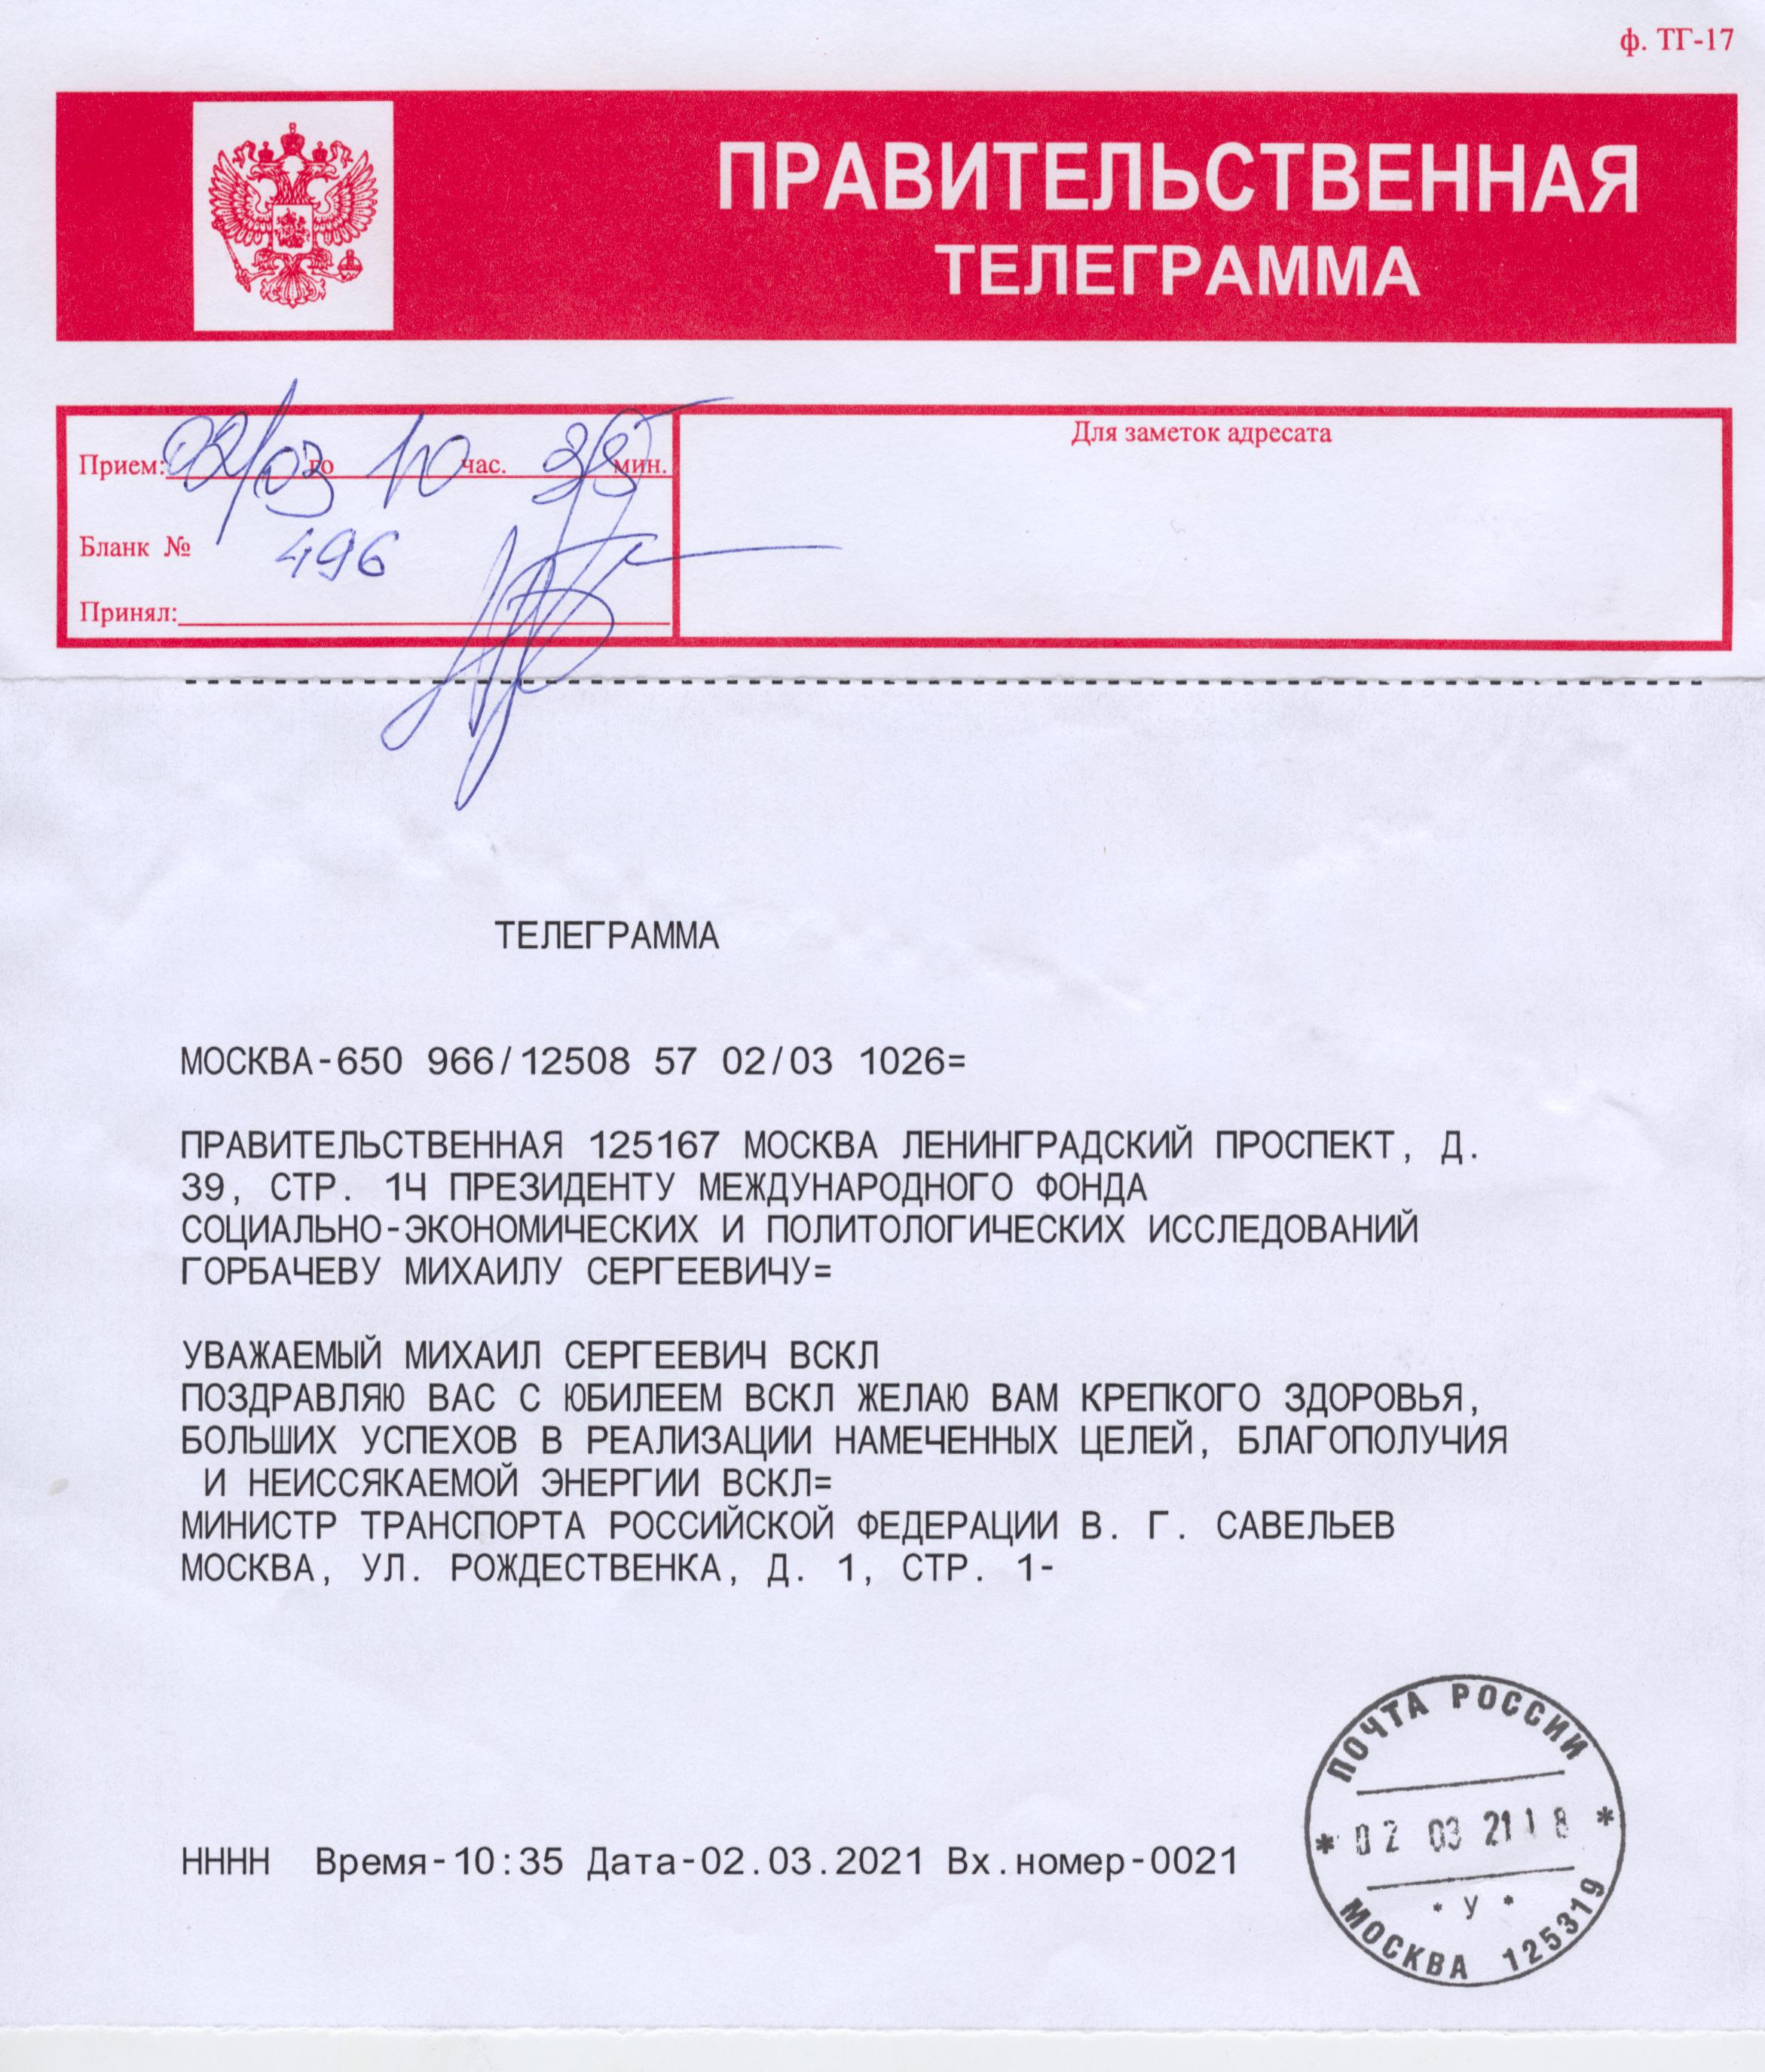 ф. ТГ-17
ПРАВИТЕЛЬСТВЕННАЯ
ТЕЛЕГРАММА
Прием: 02/03 го 10 час. 35 мин.
Бланк № 496
Принял:
Для заметок адресата
ТЕЛЕГРАММА
МОСКВА-650 966/12508 57 02/03 1026=
ПРАВИТЕЛЬСТВЕННАЯ 125167 МОСКВА ЛЕНИНГРАДСКИЙ ПРОСПЕКТ, Д.
39, СТР. 1Ч ПРЕЗИДЕНТУ МЕЖДУНАРОДНОГО ФОНДА
СОЦИАЛЬНО-ЭКОНОМИЧЕСКИХ И ПОЛИТОЛОГИЧЕСКИХ ИССЛЕДОВАНИЙ
ГОРБАЧЕВУ МИХАИЛУ СЕРГЕЕВИЧУ=
УВАЖАЕМЫЙ МИХАИЛ СЕРГЕЕВИЧ ВСКЛ
ПОЗДРАВЛЯЮ ВАС С ЮБИЛЕЕМ ВСКЛ ЖЕЛАЮ ВАМ КРЕПКОГО ЗДОРОВЬЯ,
БОЛЬШИХ УСПЕХОВ В РЕАЛИЗАЦИИ НАМЕЧЕННЫХ ЦЕЛЕЙ, БЛАГОПОЛУЧИЯ
И НЕИССЯКАЕМОЙ ЭНЕРГИИ ВСКЛ=
МИНИСТР ТРАНСПОРТА РОССИЙСКОЙ ФЕДЕРАЦИИ В. Г. САВЕЛЬЕВ
МОСКВА, УЛ. РОЖДЕСТВЕНКА, Д. 1, СТР. 1-
НННН Время-10:35 Дата-02.03.2021 Вх.номер-0021
ПОЧТА РОССИИ
* 02 03 21 18 *
* У *
МОСКВА 125319